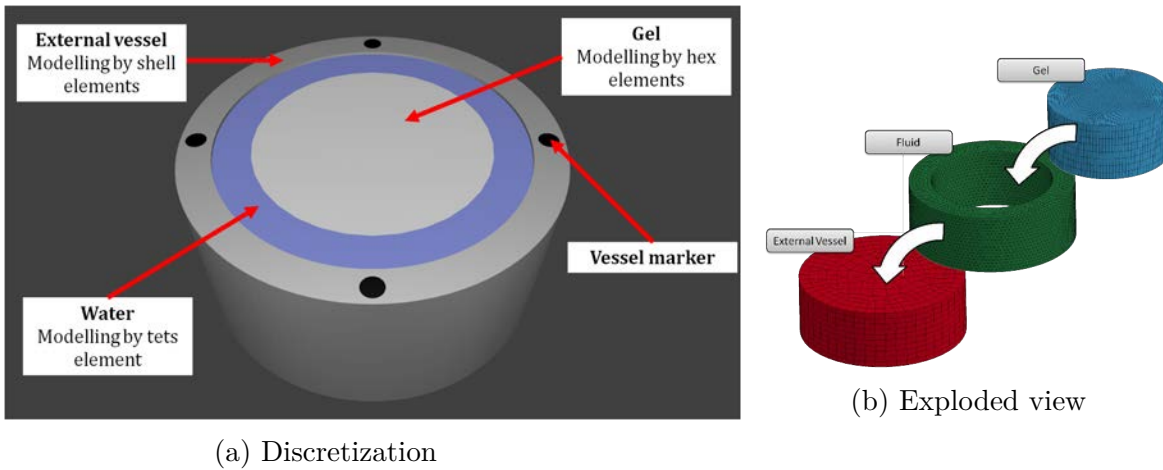 External vessel
Modelling by shell
elements
Gel
Modelling by hex
elements
Vessel marker
Water
Modelling by tets
element
(a) Discretization
Gel
Fluid
External Vessel
(b) Exploded view